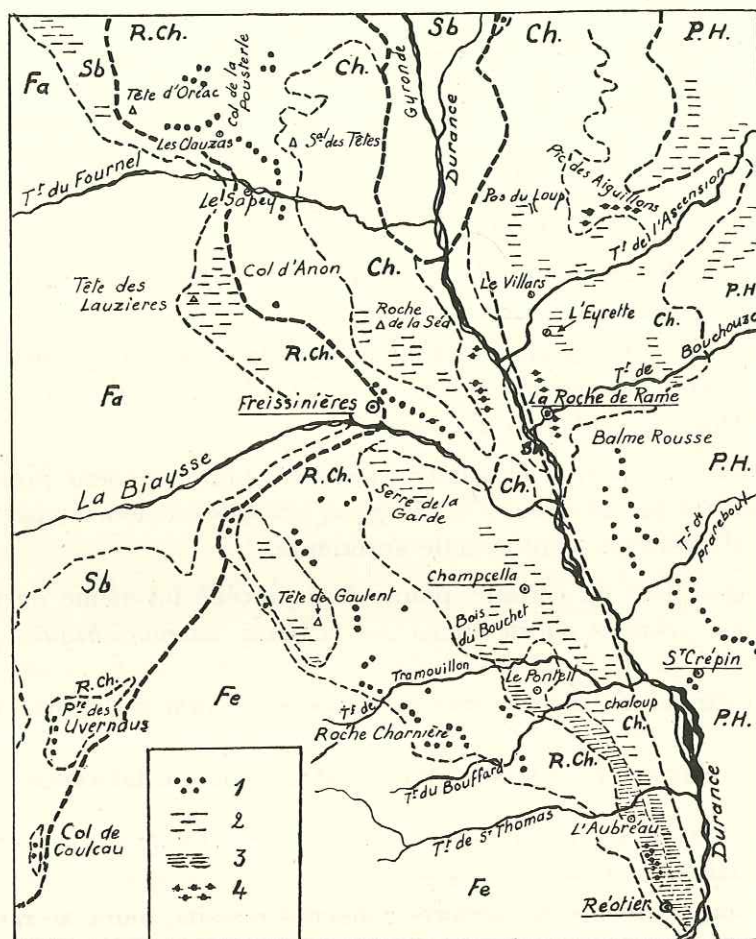 R.Ch.
Sb
Ch.
P.H.
Sb
Ch.
Fa
Tête d'Oréac
Col de la Pousterle
Gyronde
Durance
Les Clauzas
Sal des Têtes
Pic des Aiguillons
Tt du Fournel
Le Sapey
Pas du Loup
Tt de l'Ascension
Tête des Lauzieres
Col d'Anon
Ch.
Le Villars
P.H.
Roche de la Séa
L'Eyrette
Ch.
R.Ch.
Tt de Bouchouze
Fa
Freissinières
La Roche de Rame
Sb
Balme Rousse
La Biaysse
R.Ch.
Ch.
P.H.
Serre de la Garde
Tt de Prarebout
Sb
Champcella
Tête de Gaulent
Bois du Bouchet
St Crépin
Tt de Tramouillon
Le Ponteil
R.Ch.
Pte des Uvernaus
Fe
chaloup
Ch.
P.H.
Roche Charnière
R.Ch.
Tt du Bouffard
1
2
3
4
Col de Coulcau
Tt de St Thomas
L'Aubreau
Durance
Fe
Réotier